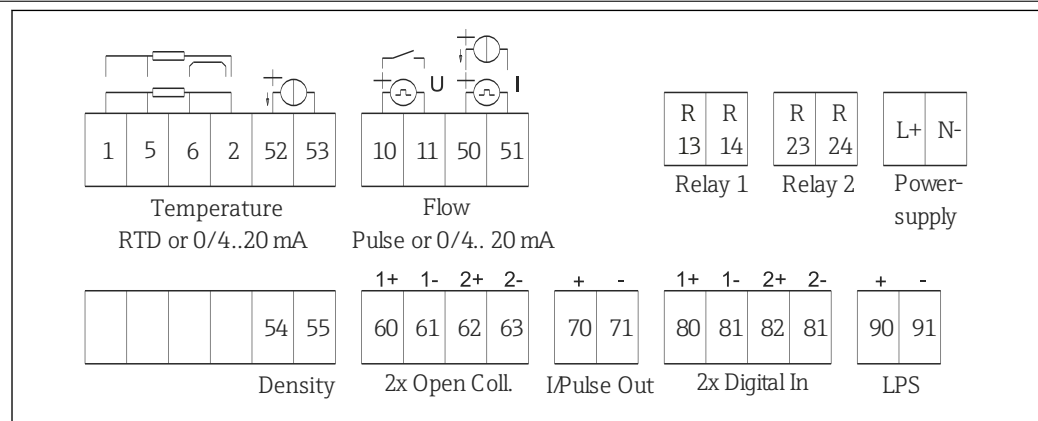 U I
1 5 6 2 52 53 10 11 50 51
R R R R
13 14 23 24
L+ N-
Relay 1 Relay 2 Power-
supply
Temperature Flow
RTD or 0/4..20 mA Pulse or 0/4.. 20 mA
1+ 1- 2+ 2- + - 1+ 1- 2+ 2- + -
54 55 60 61 62 63 70 71 80 81 82 81 90 91
Density 2x Open Coll. I/Pulse Out 2x Digital In LPS